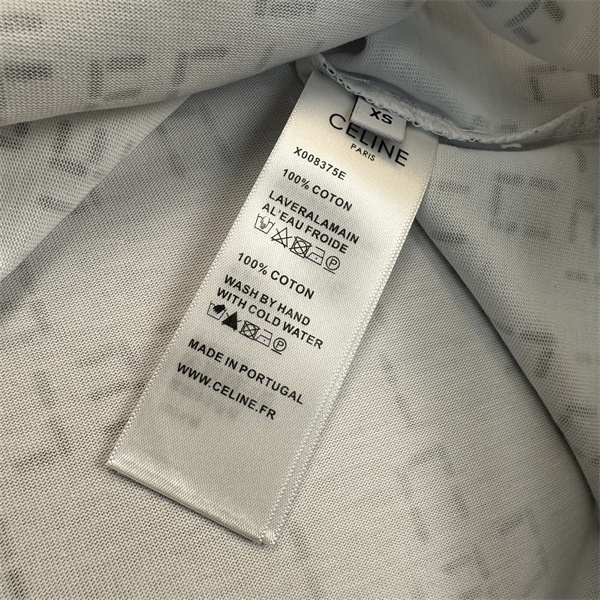 XS
CELINE
PARIS
X008375E
100% COTON
LAVERALAMAIN
AL'EAU FROIDE
100% COTON
WASH BY HAND
WITH COLD WATER
MADE IN PORTUGAL
WWW.CELINE.FR